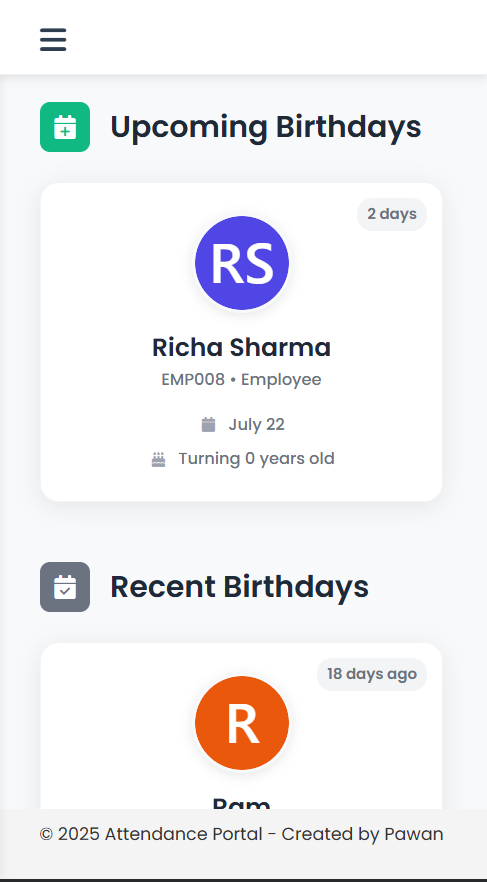 Upcoming Birthdays
2 days
RS
Richa Sharma
EMP008 • Employee
July 22
Turning 0 years old
Recent Birthdays
18 days ago
R
Ram
© 2025 Attendance Portal - Created by Pawan